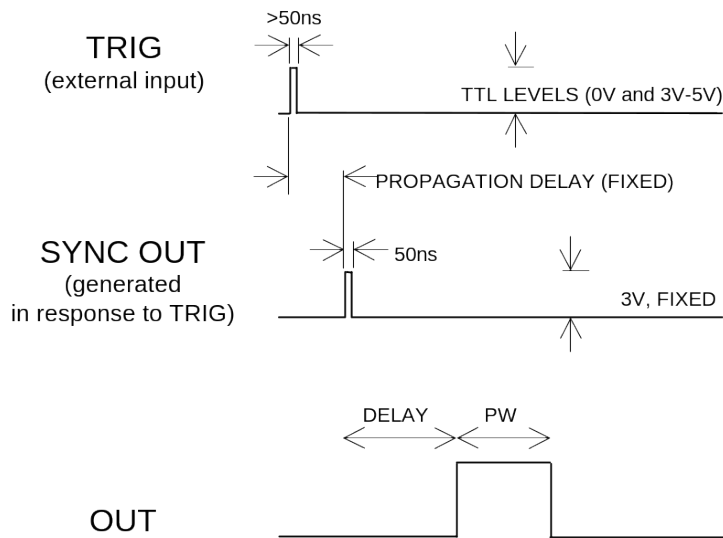 >50ns
TRIG
(external input)
TTL LEVELS (0V and 3V-5V)
PROPAGATION DELAY (FIXED)
SYNC OUT
(generated
in response to TRIG)
50ns
3V, FIXED
DELAY
PW
OUT